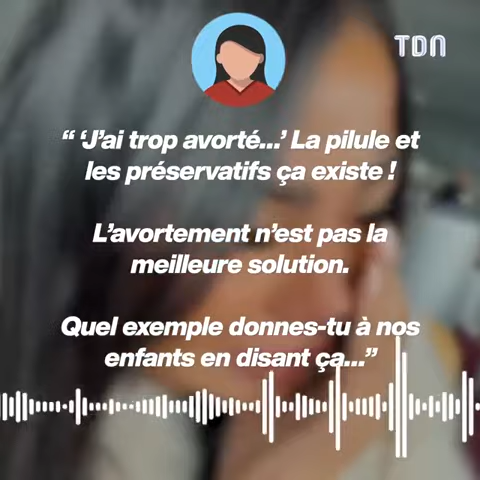 TDN
“ ‘J’ai trop avorté...’ La pilule et
les préservatifs ça existe !
L’avortement n’est pas la
meilleure solution.
Quel exemple donnes-tu à nos
enfants en disant ça...”